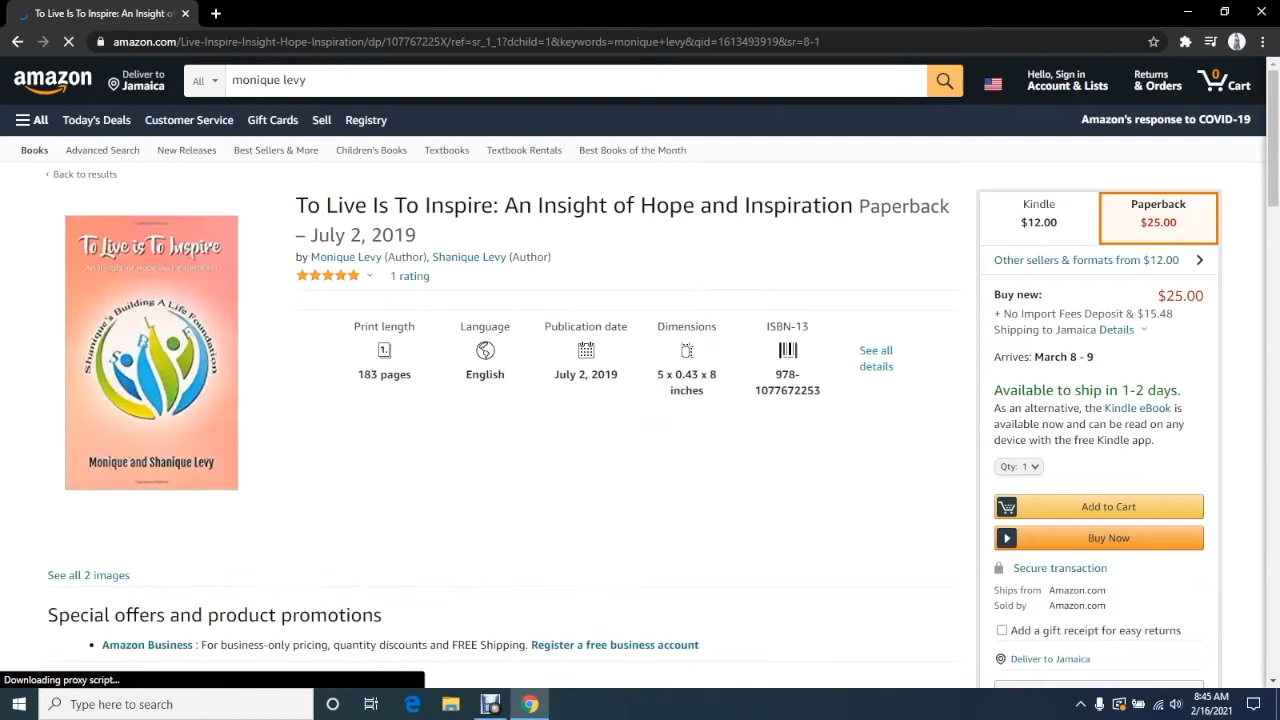 To Live Is To Inspire: An Insight of
amazon.com/Live-Inspire-Insight-Hope-Inspiration/dp/107767225X/ref=sr_1_1?dchild=1&keywords=monique+levy&qid=1613493919&sr=8-1
amazon
Deliver to
Jamaica
All
monique levy
Hello, Sign in
Account & Lists
Returns
& Orders
0
Cart
All
Today's Deals
Customer Service
Gift Cards
Sell
Registry
Amazon's response to COVID-19
Books
Advanced Search
New Releases
Best Sellers & More
Children's Books
Textbooks
Textbook Rentals
Best Books of the Month
‹ Back to results
To Live is To Inspire
An Insight of Hope and Inspiration
Shanique's Building A Life Foundation
Monique and Shanique Levy
See all 2 images
To Live Is To Inspire: An Insight of Hope and Inspiration Paperback
– July 2, 2019
by Monique Levy (Author), Shanique Levy (Author)
1 rating
Print length
183 pages
Language
English
Publication date
July 2, 2019
Dimensions
5 x 0.43 x 8
inches
ISBN-13
978-
1077672253
See all
details
Special offers and product promotions
• Amazon Business : For business-only pricing, quantity discounts and FREE Shipping. Register a free business account
Kindle
$12.00
Paperback
$25.00
Other sellers & formats from $12.00
Buy new:
$25.00
+ No Import Fees Deposit & $15.48
Shipping to Jamaica Details
Arrives: March 8 - 9
Available to ship in 1-2 days.
As an alternative, the Kindle eBook is
available now and can be read on any
device with the free Kindle app.
Qty: 1
Add to Cart
Buy Now
Secure transaction
Ships from Amazon.com
Sold by Amazon.com
Add a gift receipt for easy returns
Deliver to Jamaica
Downloading proxy script...
Type here to search
8:45 AM
2/16/2021